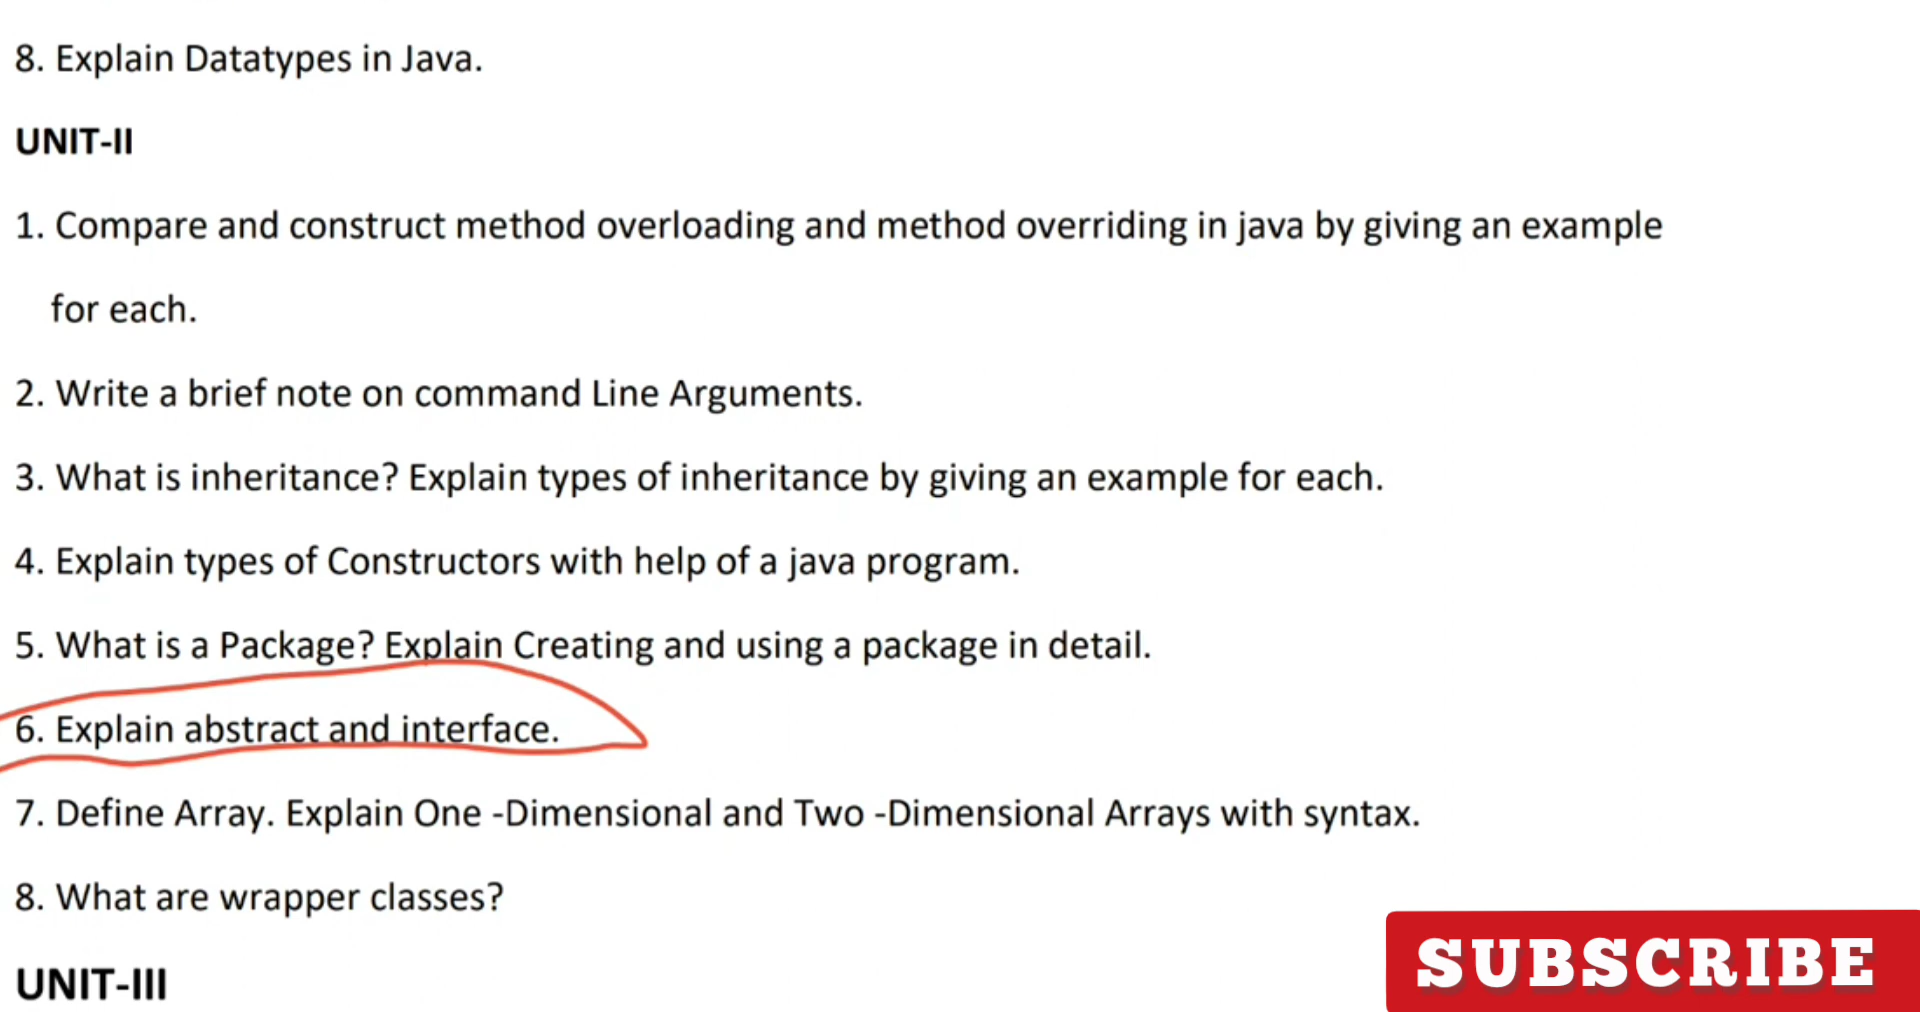 8. Explain Datatypes in Java.
UNIT-II
1. Compare and construct method overloading and method overriding in java by giving an example
for each.
2. Write a brief note on command Line Arguments.
3. What is inheritance? Explain types of inheritance by giving an example for each.
4. Explain types of Constructors with help of a java program.
5. What is a Package? Explain Creating and using a package in detail.
6. Explain abstract and interface.
7. Define Array. Explain One -Dimensional and Two -Dimensional Arrays with syntax.
8. What are wrapper classes?
UNIT-III
SUBSCRIBE